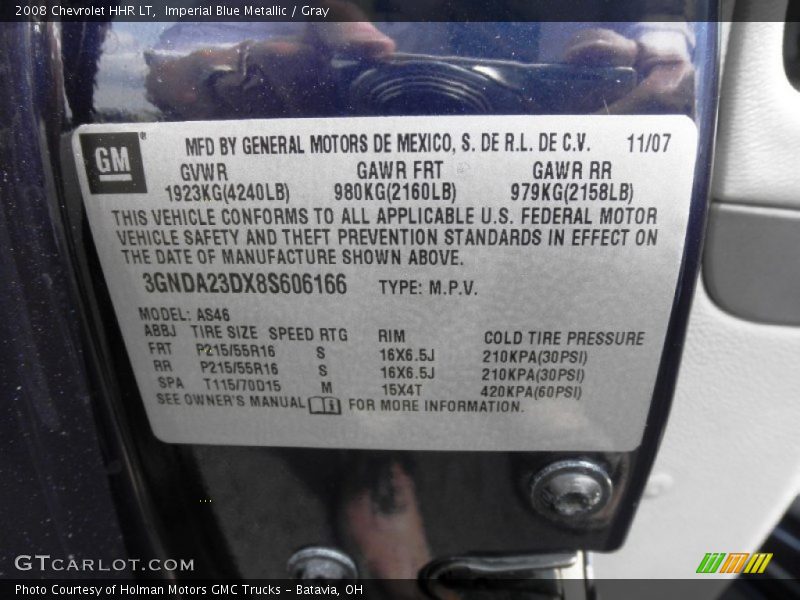 2008 Chevrolet HHR LT,  Imperial Blue Metallic / Gray
GM® MFD BY GENERAL MOTORS DE MEXICO, S. DE R.L. DE C.V. 11/07
GVWR GAWR FRT GAWR RR
1923KG(4240LB) 980KG(2160LB) 979KG(2158LB)
THIS VEHICLE CONFORMS TO ALL APPLICABLE U.S. FEDERAL MOTOR
VEHICLE SAFETY AND THEFT PREVENTION STANDARDS IN EFFECT ON
THE DATE OF MANUFACTURE SHOWN ABOVE.
3GNDA23DX8S606166 TYPE: M.P.V.
MODEL: AS46
ABBJ TIRE SIZE SPEED RTG RIM COLD TIRE PRESSURE
FRT P215/55R16 S 16X6.5J 210KPA(30PSI)
RR P215/55R16 S 16X6.5J 210KPA(30PSI)
SPA T115/70D15 M 15X4T 420KPA(60PSI)
SEE OWNER'S MANUAL FOR MORE INFORMATION.
GTCARLOT.COM
Photo Courtesy of Holman Motors GMC Trucks - Batavia, OH